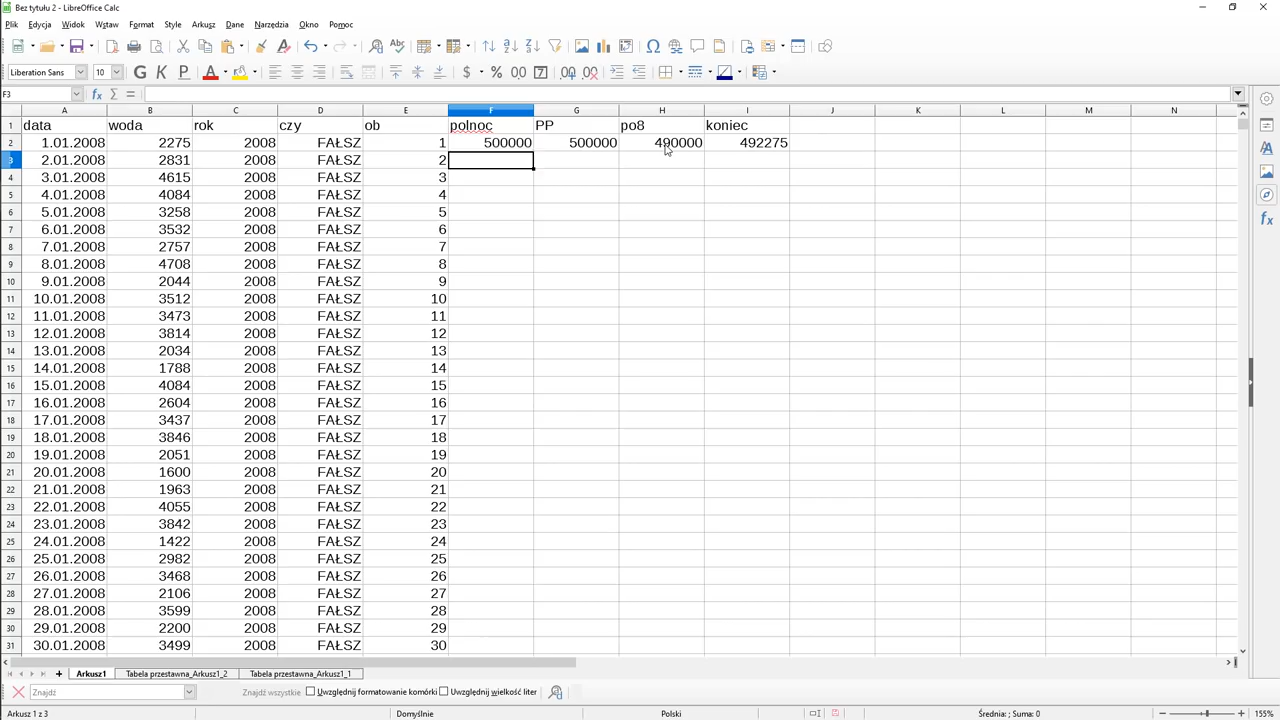 Bez tytułu 2 - LibreOffice Calc
Plik Edycja Widok Wstaw Format Style Arkusz Dane Narzędzia Okno Pomoc
Liberation Sans 10 G K P A $ % 00 7
F3 fx Σ =
A B C D E F G H I J K L M N
1 data woda rok czy ob polnoc PP po8 koniec
2 1.01.2008 2275 2008 FAŁSZ 1 500000 500000 490000 492275
3 2.01.2008 2831 2008 FAŁSZ 2
4 3.01.2008 4615 2008 FAŁSZ 3
5 4.01.2008 4084 2008 FAŁSZ 4
6 5.01.2008 3258 2008 FAŁSZ 5
7 6.01.2008 3532 2008 FAŁSZ 6
8 7.01.2008 2757 2008 FAŁSZ 7
9 8.01.2008 4708 2008 FAŁSZ 8
10 9.01.2008 2044 2008 FAŁSZ 9
11 10.01.2008 3512 2008 FAŁSZ 10
12 11.01.2008 3473 2008 FAŁSZ 11
13 12.01.2008 3814 2008 FAŁSZ 12
14 13.01.2008 2034 2008 FAŁSZ 13
15 14.01.2008 1788 2008 FAŁSZ 14
16 15.01.2008 4084 2008 FAŁSZ 15
17 16.01.2008 2604 2008 FAŁSZ 16
18 17.01.2008 3437 2008 FAŁSZ 17
19 18.01.2008 3846 2008 FAŁSZ 18
20 19.01.2008 2051 2008 FAŁSZ 19
21 20.01.2008 1600 2008 FAŁSZ 20
22 21.01.2008 1963 2008 FAŁSZ 21
23 22.01.2008 4055 2008 FAŁSZ 22
24 23.01.2008 3842 2008 FAŁSZ 23
25 24.01.2008 1422 2008 FAŁSZ 24
26 25.01.2008 2982 2008 FAŁSZ 25
27 26.01.2008 3468 2008 FAŁSZ 26
28 27.01.2008 2106 2008 FAŁSZ 27
29 28.01.2008 3599 2008 FAŁSZ 28
30 29.01.2008 2200 2008 FAŁSZ 29
31 30.01.2008 3499 2008 FAŁSZ 30
Arkusz1 Tabela przestawna_Arkusz1_2 Tabela przestawna_Arkusz1_1
Znajdź Znajdź wszystkie Uwzględnij formatowanie komórki Uwzględnij wielkość liter
Arkusz 1 z 3 Domyślnie Polski Średnia: ; Suma: 0 155%